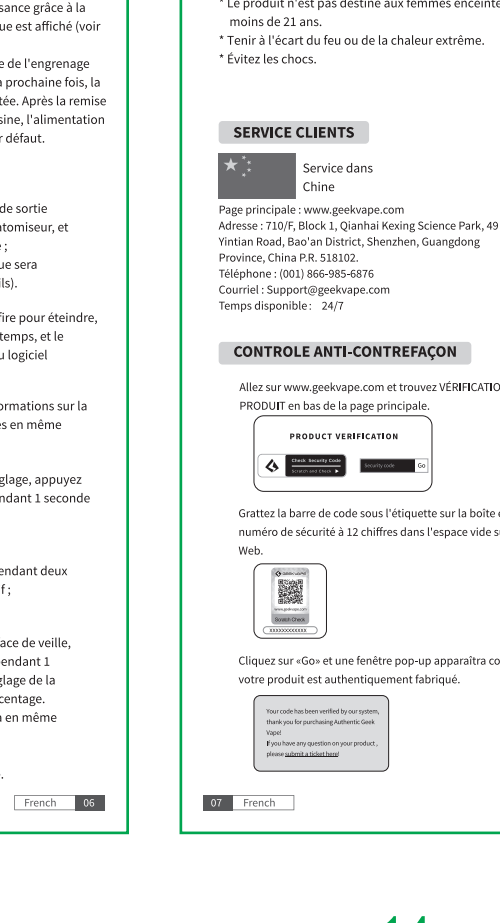 sance grâce à la
ue est affiché (voir
e de l'engrenage
a prochaine fois, la
tée. Après la remise
sine, l'alimentation
r défaut.
de sortie
atomiseur, et
e ;
ue sera
ils).
fire pour éteindre,
temps, et le
u logiciel
ormations sur la
es en même
glage, appuyez
ndant 1 seconde
endant deux
f ;
ace de veille,
endant 1
glage de la
centage.
a en même
e.
French 06
* Le produit n'est pas destiné aux femmes enceinte
moins de 21 ans.
* Tenir à l'écart du feu ou de la chaleur extrême.
* Évitez les chocs.
SERVICE CLIENTS
Service dans
Chine
Page principale : www.geekvape.com
Adresse : 710/F, Block 1, Qianhai Kexing Science Park, 49
Yintian Road, Bao'an District, Shenzhen, Guangdong
Province, China P.R. 518102.
Téléphone : (001) 866-985-6876
Courriel : Support@geekvape.com
Temps disponible : 24/7
CONTROLE ANTI-CONTREFAÇON
Allez sur www.geekvape.com et trouvez VÉRIFICATIO
PRODUIT en bas de la page principale.
PRODUCT VERIFICATION
Check Security Code
Scratch and Check
Security code
Go
Grattez la barre de code sous l'étiquette sur la boîte e
numéro de sécurité à 12 chiffres dans l'espace vide su
Web.
www.geekvape.com
Scratch Check
XXXXXXXXXXXX
Cliquez sur «Go» et une fenêtre pop-up apparaîtra co
votre produit est authentiquement fabriqué.
Your code has been verified by our system,
thank you for purchasing Authentic Geek
Vape!
If you have any question on your product ,
please submit a ticket here!
07 French